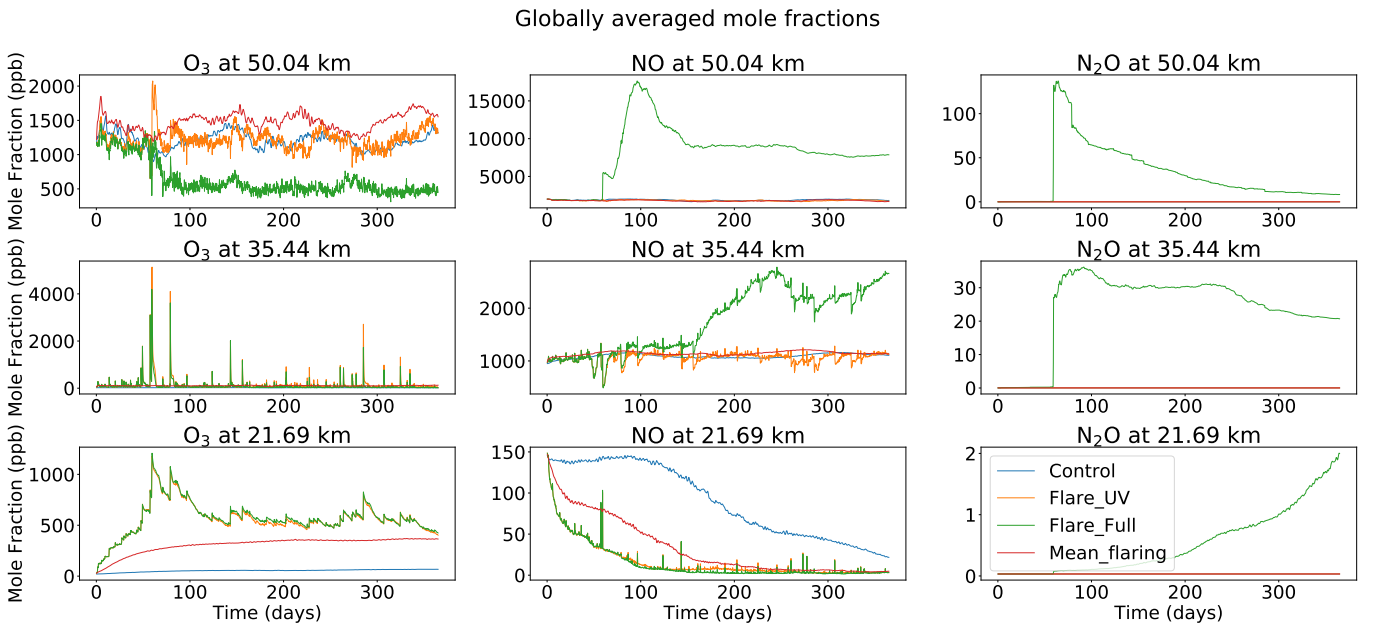 Globally averaged mole fractions
O₃ at 50.04 km
NO at 50.04 km
N₂O at 50.04 km
Mole Fraction (ppb)
2000
1500
1000
500
0 100 200 300
15000
10000
5000
0 100 200 300
100
50
0
0 100 200 300
O₃ at 35.44 km
NO at 35.44 km
N₂O at 35.44 km
Mole Fraction (ppb)
4000
2000
0
0 100 200 300
2000
1000
0 100 200 300
30
20
10
0
0 100 200 300
O₃ at 21.69 km
NO at 21.69 km
N₂O at 21.69 km
Mole Fraction (ppb)
1000
500
0
0 100 200 300
Time (days)
150
100
50
0
0 100 200 300
Time (days)
2
1
0
Control
Flare_UV
Flare_Full
Mean_flaring
0 100 200 300
Time (days)